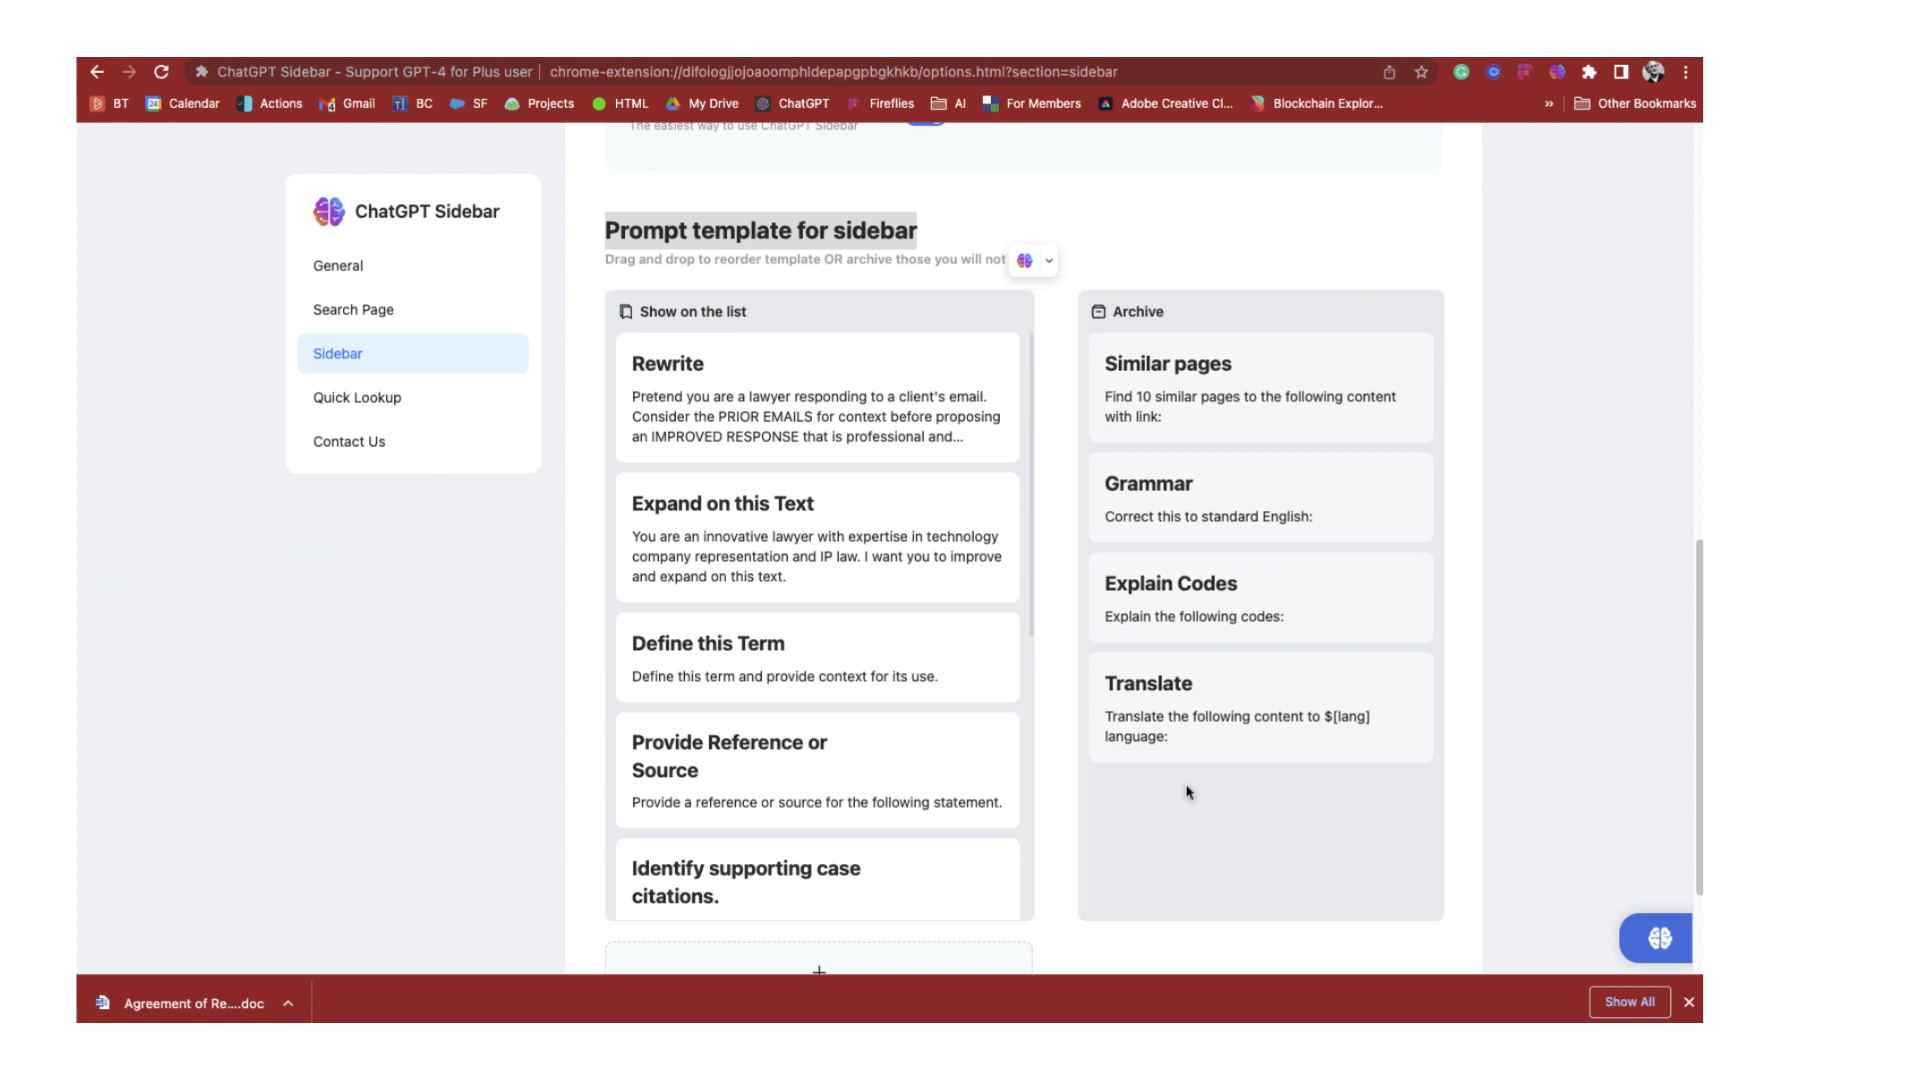 ChatGPT Sidebar - Support GPT-4 for Plus user | chrome-extension://difoiogjjojoaoomphldepapgpbgkhkb/options.html?section=sidebar
BT Calendar Actions Gmail BC SF Projects HTML My Drive ChatGPT Fireflies AI For Members Adobe Creative Cl... Blockchain Explor... » Other Bookmarks
The easiest way to use ChatGPT Sidebar
ChatGPT Sidebar
General
Search Page
Sidebar
Quick Lookup
Contact Us
Prompt template for sidebar
Drag and drop to reorder template OR archive those you will not
Show on the list
Rewrite
Pretend you are a lawyer responding to a client's email.
Consider the PRIOR EMAILS for context before proposing
an IMPROVED RESPONSE that is professional and...
Expand on this Text
You are an innovative lawyer with expertise in technology
company representation and IP law. I want you to improve
and expand on this text.
Define this Term
Define this term and provide context for its use.
Provide Reference or
Source
Provide a reference or source for the following statement.
Identify supporting case
citations.
+
Archive
Similar pages
Find 10 similar pages to the following content
with link:
Grammar
Correct this to standard English:
Explain Codes
Explain the following codes:
Translate
Translate the following content to $[lang]
language:
Agreement of Re....doc
Show All